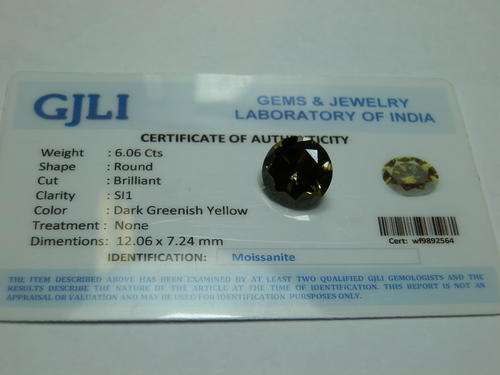 GJLI
GEMS & JEWELRY
LABORATORY OF INDIA
CERTIFICATE OF AUTHENTICITY
Weight : 6.06 Cts
Shape : Round
Cut : Brilliant
Clarity : SI1
Color : Dark Greenish Yellow
Treatment : None
Dimentions: 12.06 x 7.24 mm
Cert: wf9892564
IDENTIFICATION: Moissanite
THE ITEM DESCRIBED ABOVE HAS BEEN EXAMINED BY AT LEAST TWO QUALIFIED GJLI GEMOLOGISTS AND THE
RESULTS DESCRIBE THE NATURE OF THE ARTICLE AT THE TIME OF IDENTIFICATION. THIS REPORT IS NOT AN
APPRAISAL OR VALUATION AND MAY BE USED FOR IDENTIFICATION PURPOSES ONLY.